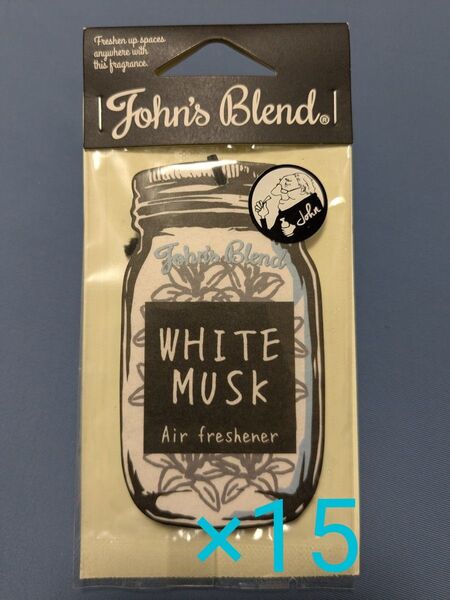 Freshen up spaces
anywhere with
this fragrance.
John's Blend®
John
John's Blend
WHITE
MUSK
Air freshener
×15